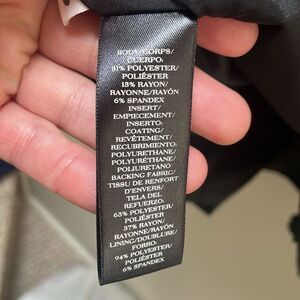 BODY/CORPS/
CUERPO:
81% POLYESTER/
POLIÉSTER
13% RAYON/
RAYONNE/RAYÓN
6% SPANDEX
INSERT/
EMPIECEMENT/
INSERTO:
COATING/
REVÊTEMENT/
RECUBRIMIENTO:
POLYURETHANE/
POLYURÉTHANE/
POLIURETANO
BACKING FABRIC/
TISSU DE RENFORT
D'ENVERS/
TELA DEL
REFUERZO:
63% POLYESTER/
POLIÉSTER
37% RAYON/
RAYONNE/RAYÓN
LINING/DOUBLURE/
FORRO:
94% POLYESTER/
POLIÉSTER
6% SPANDEX